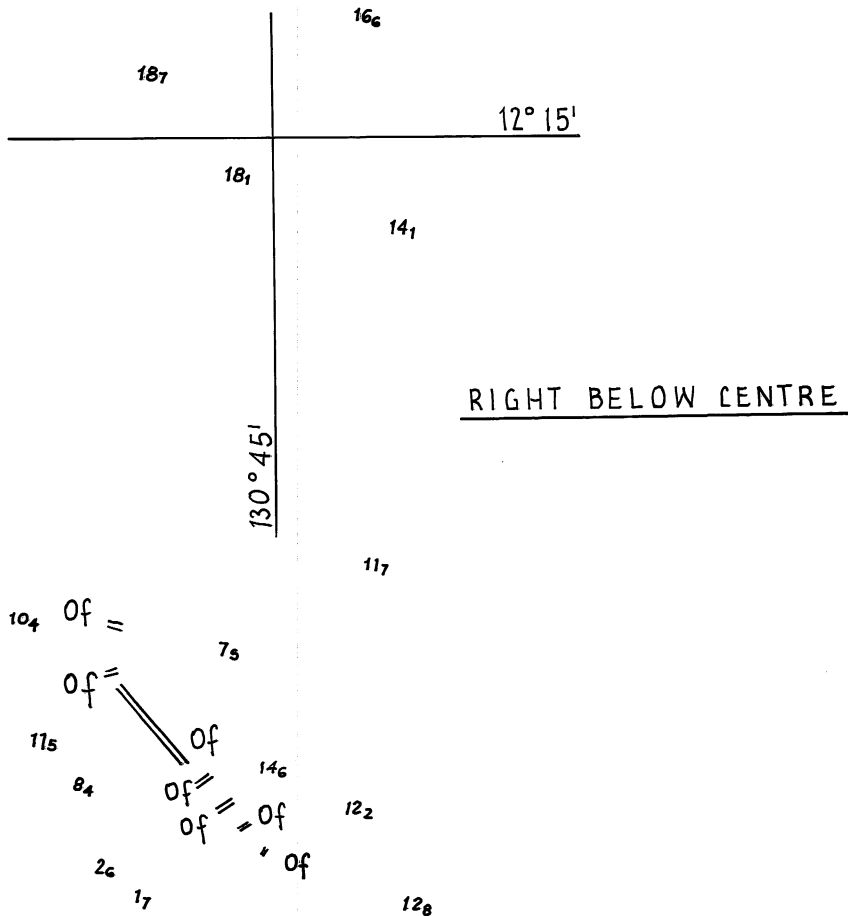 16₆
18₇
12° 15'
18₁
14₁
RIGHT BELOW CENTRE
130° 45'
11₇
10₄ Of
7₅
Of
Of
11₅
14₆
8₄
Of
12₂
Of
Of
Of
2₆
1₇
12₈